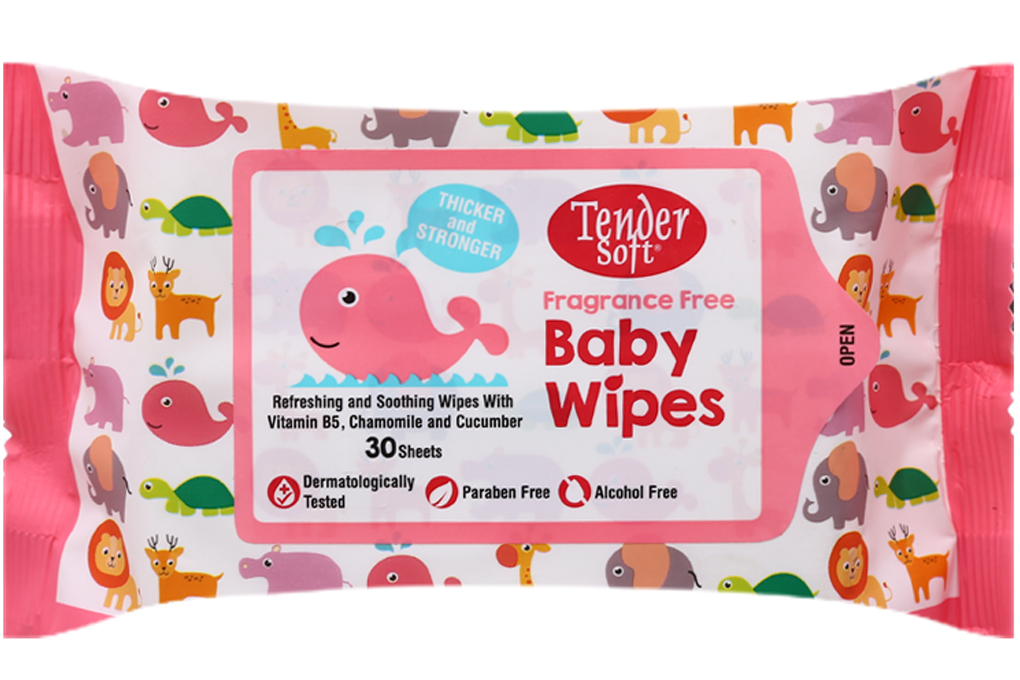 THICKER
and
STRONGER
Tender
Soft®
Fragrance Free
Baby
Wipes
OPEN
Refreshing and Soothing Wipes With
Vitamin B5, Chamomile and Cucumber
30 Sheets
Dermatologically
Tested
Paraben Free
Alcohol Free